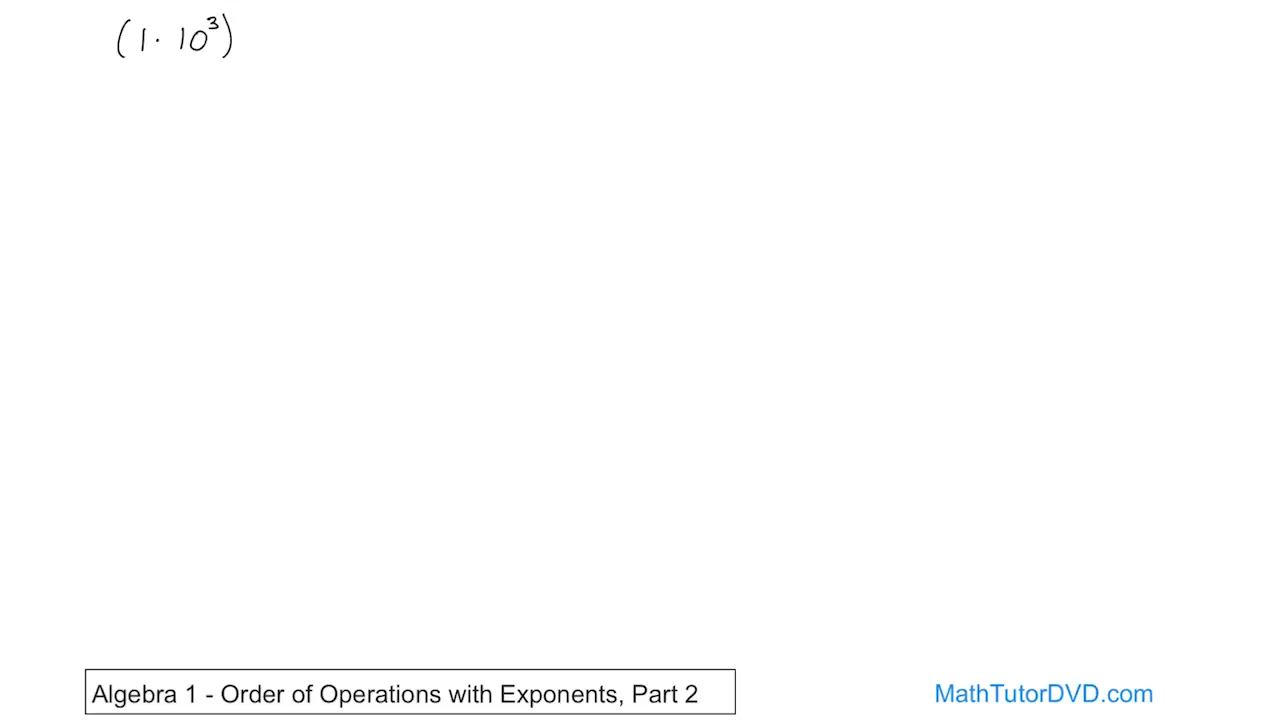 (1 · 10³)
Algebra 1 - Order of Operations with Exponents, Part 2
MathTutorDVD.com